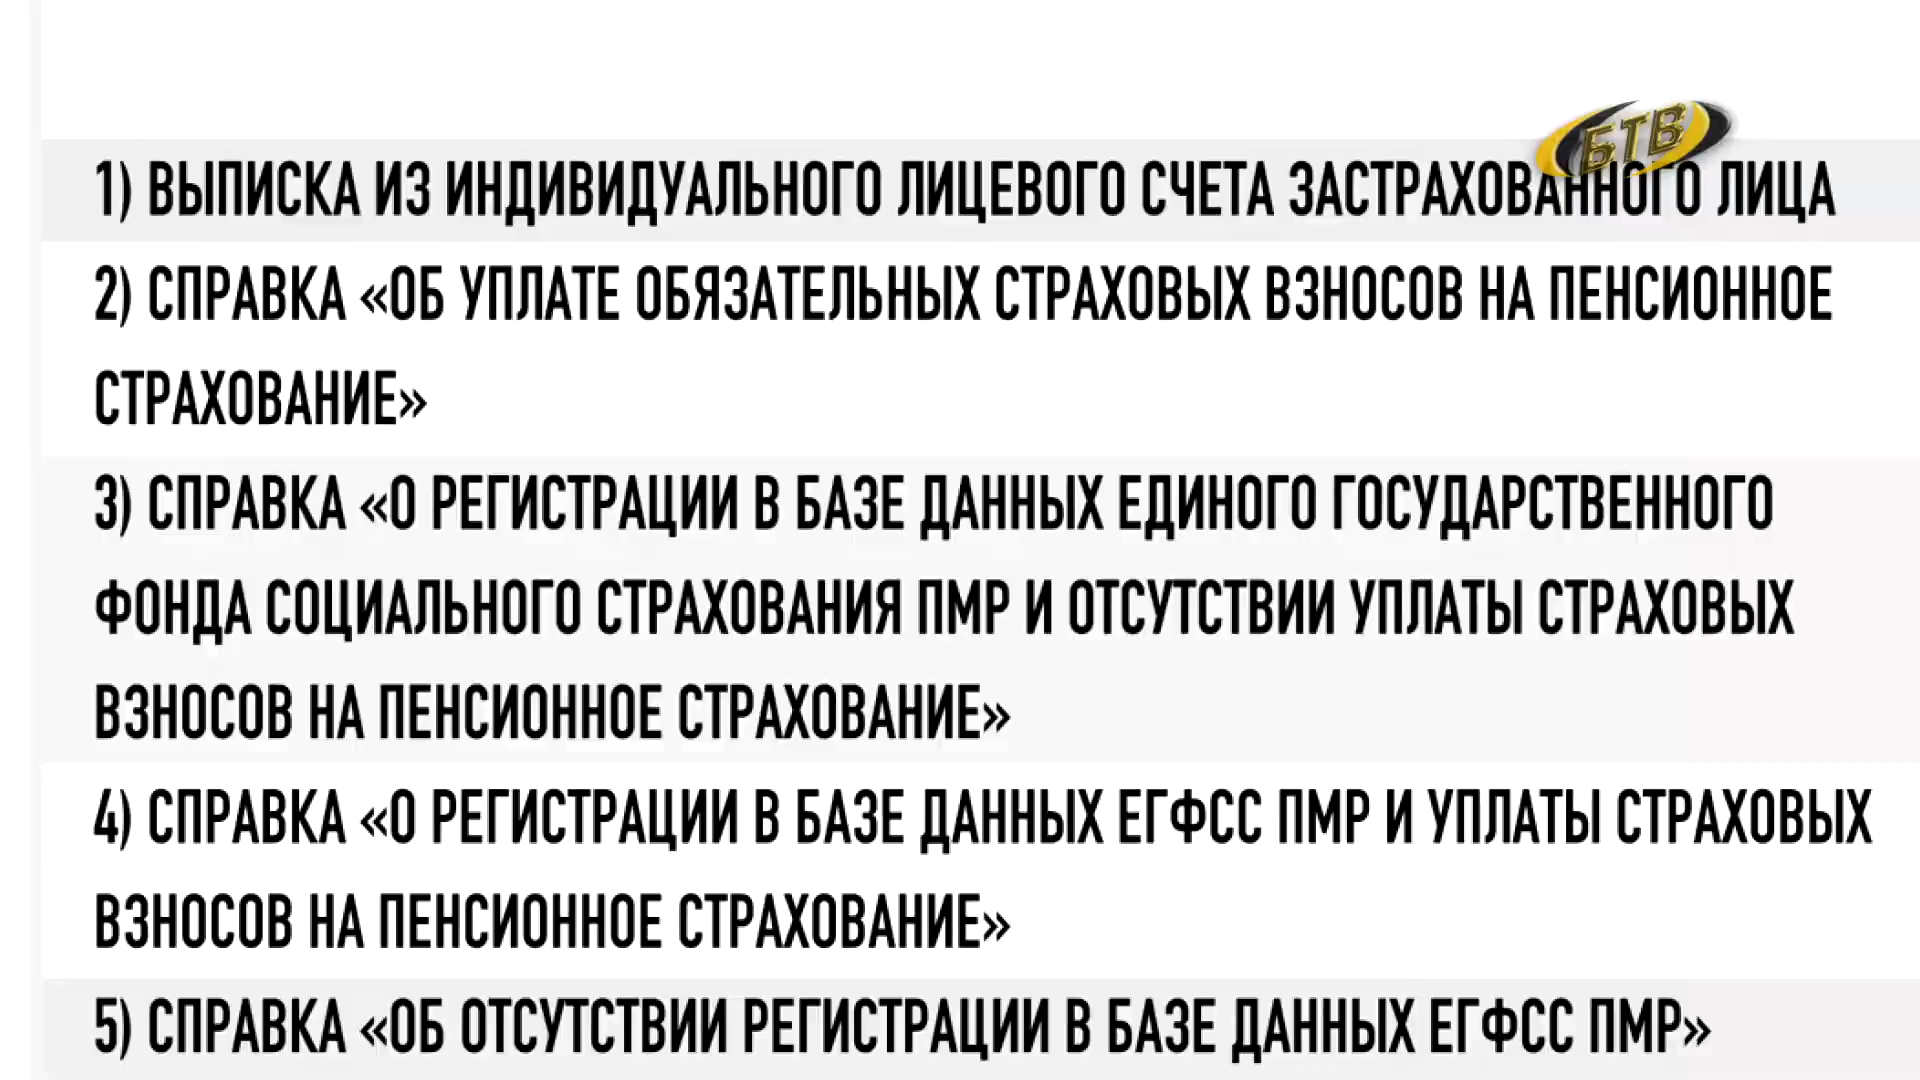 БТВ
1) ВЫПИСКА ИЗ ИНДИВИДУАЛЬНОГО ЛИЦЕВОГО СЧЕТА ЗАСТРАХОВАННОГО ЛИЦА
2) СПРАВКА «ОБ УПЛАТЕ ОБЯЗАТЕЛЬНЫХ СТРАХОВЫХ ВЗНОСОВ НА ПЕНСИОННОЕ
СТРАХОВАНИЕ»
3) СПРАВКА «О РЕГИСТРАЦИИ В БАЗЕ ДАННЫХ ЕДИНОГО ГОСУДАРСТВЕННОГО
ФОНДА СОЦИАЛЬНОГО СТРАХОВАНИЯ ПМР И ОТСУТСТВИИ УПЛАТЫ СТРАХОВЫХ
ВЗНОСОВ НА ПЕНСИОННОЕ СТРАХОВАНИЕ»
4) СПРАВКА «О РЕГИСТРАЦИИ В БАЗЕ ДАННЫХ ЕГФСС ПМР И УПЛАТЫ СТРАХОВЫХ
ВЗНОСОВ НА ПЕНСИОННОЕ СТРАХОВАНИЕ»
5) СПРАВКА «ОБ ОТСУТСТВИИ РЕГИСТРАЦИИ В БАЗЕ ДАННЫХ ЕГФСС ПМР»